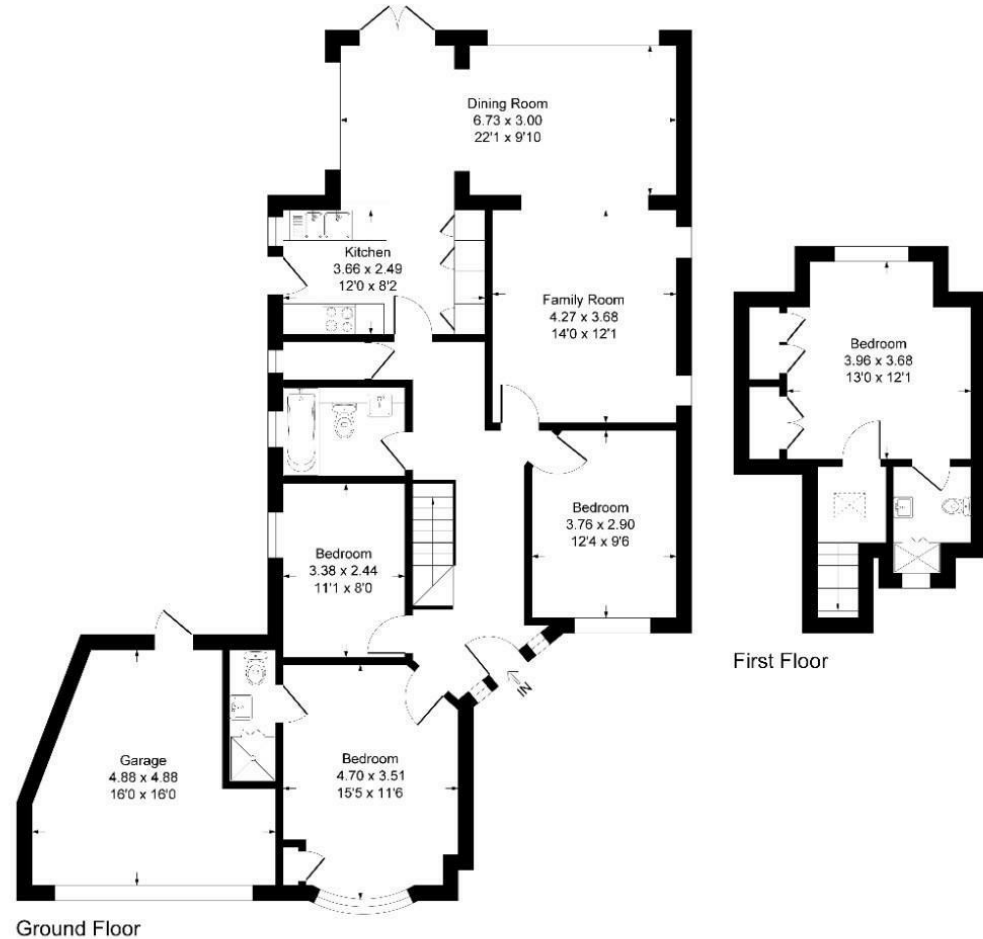 Dining Room
6.73 x 3.00
22'1 x 9'10
Kitchen
3.66 x 2.49
12'0 x 8'2
Family Room
4.27 x 3.68
14'0 x 12'1
Bedroom
3.96 x 3.68
13'0 x 12'1
Bedroom
3.76 x 2.90
12'4 x 9'6
Bedroom
3.38 x 2.44
11'1 x 8'0
First Floor
IN
Garage
4.88 x 4.88
16'0 x 16'0
Bedroom
4.70 x 3.51
15'5 x 11'6
Ground Floor